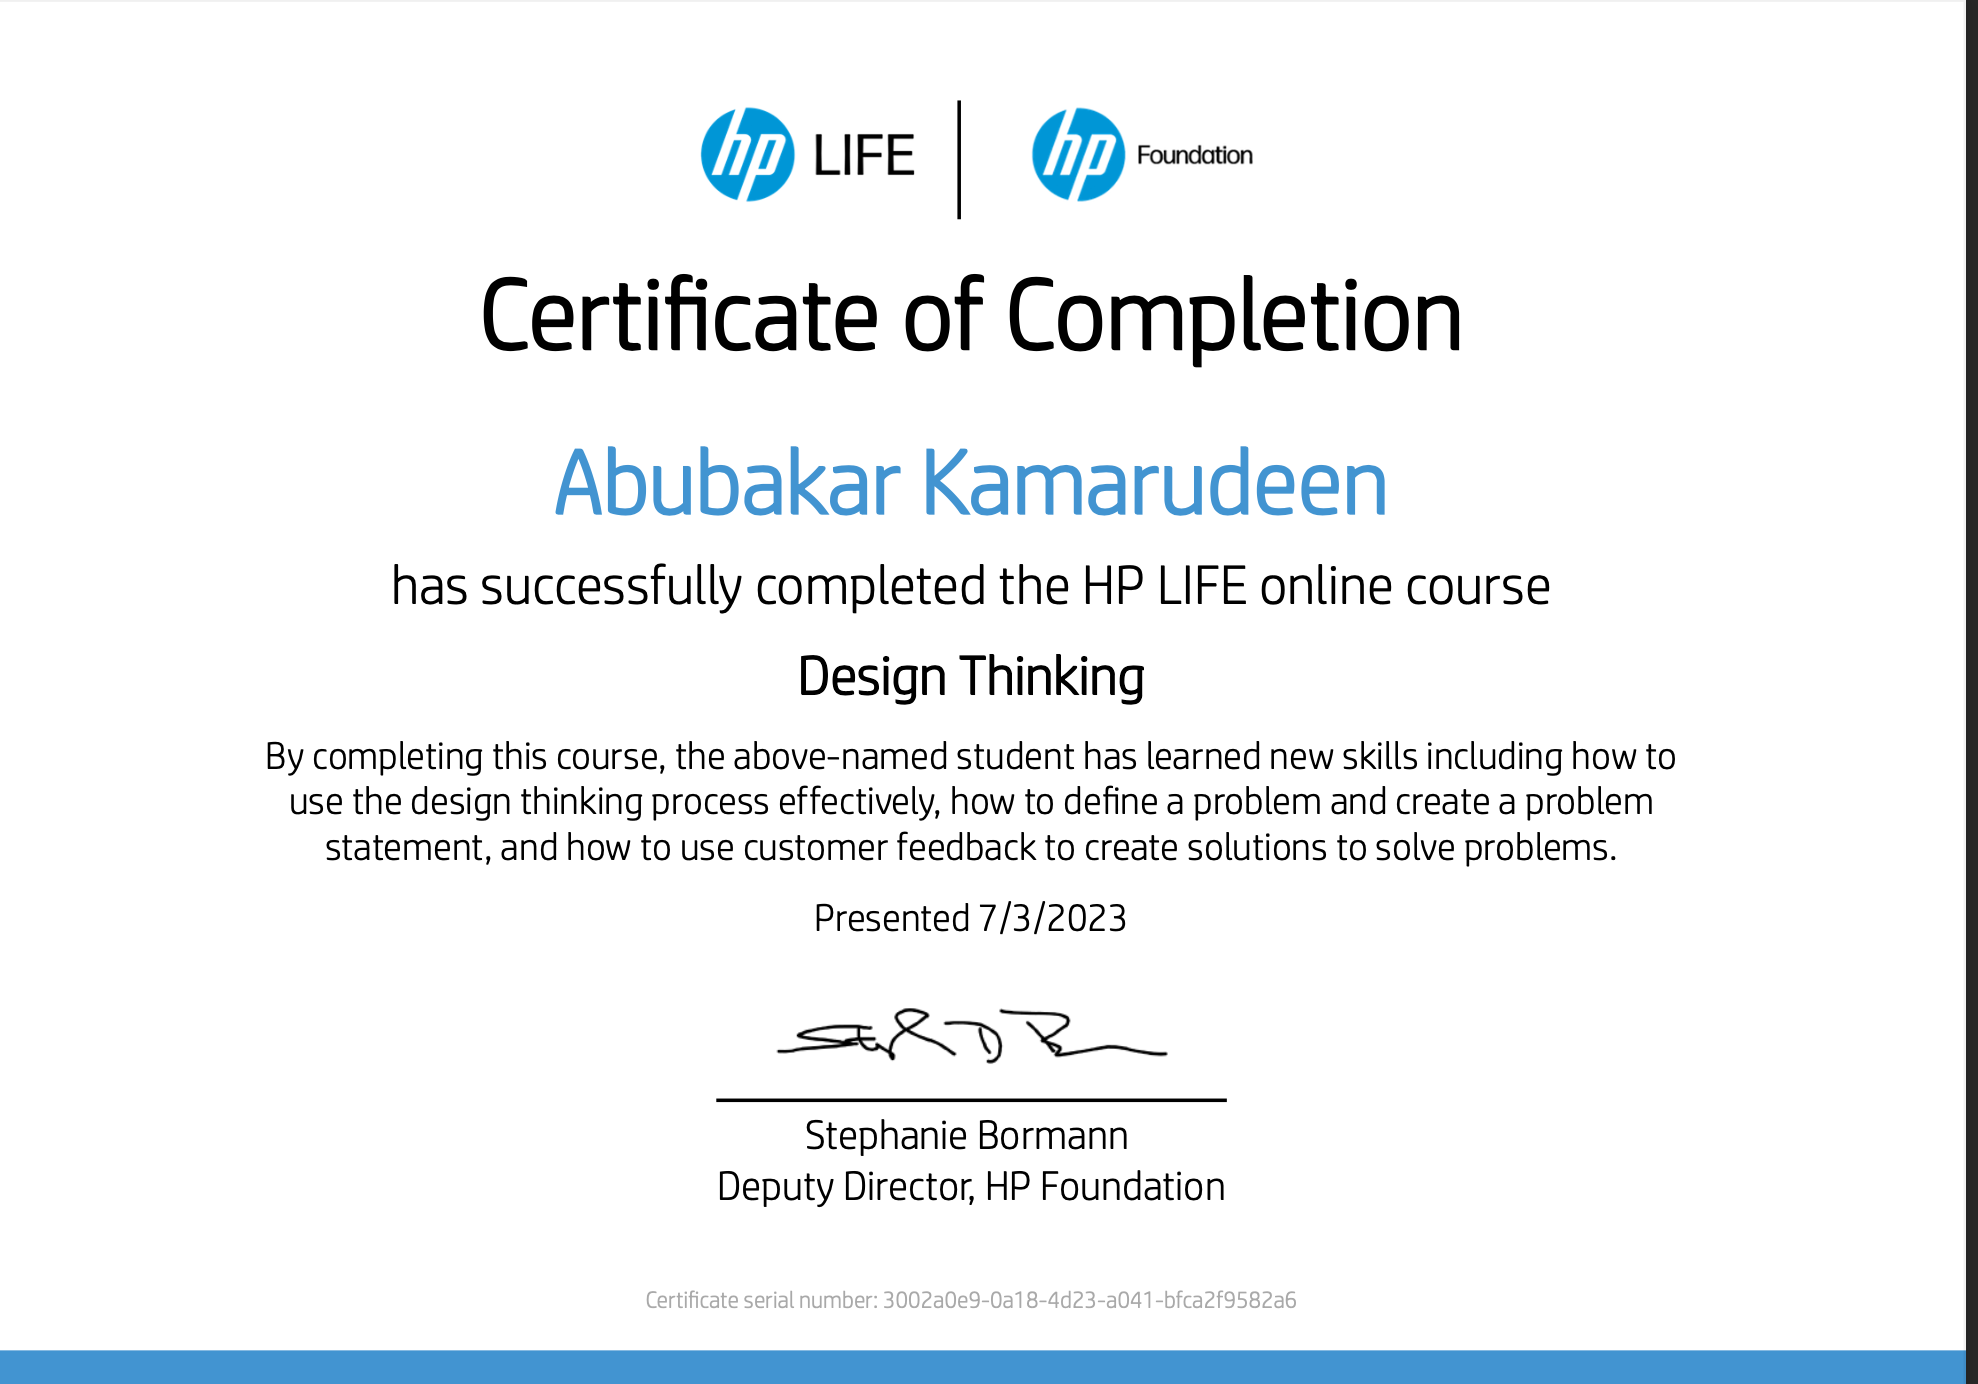 hp LIFE
hp Foundation
Certificate of Completion
Abubakar Kamarudeen
has successfully completed the HP LIFE online course
Design Thinking
By completing this course, the above-named student has learned new skills including how to
use the design thinking process effectively, how to define a problem and create a problem
statement, and how to use customer feedback to create solutions to solve problems.
Presented 7/3/2023
Stephanie Bormann
Deputy Director, HP Foundation
Certificate serial number: 3002a0e9-0a18-4d23-a041-bfca2f9582a6